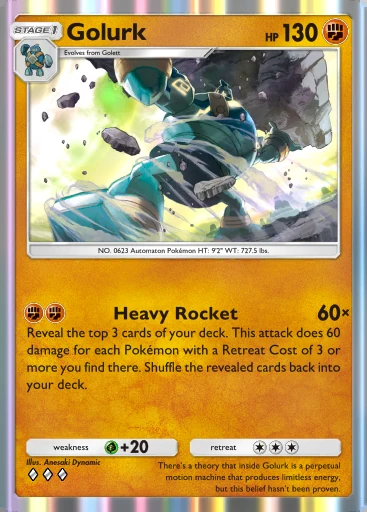 STAGE 1 Golurk HP 130
Evolves from Golett
NO. 0623 Automaton Pokémon HT: 9'2" WT: 727.5 lbs.
Heavy Rocket 60×
Reveal the top 3 cards of your deck. This attack does 60
damage for each Pokémon with a Retreat Cost of 3 or
more you find there. Shuffle the revealed cards back into
your deck.
weakness +20 retreat
Illus. Anesaki Dynamic
There's a theory that inside Golurk is a perpetual
motion machine that produces limitless energy,
but this belief hasn't been proven.